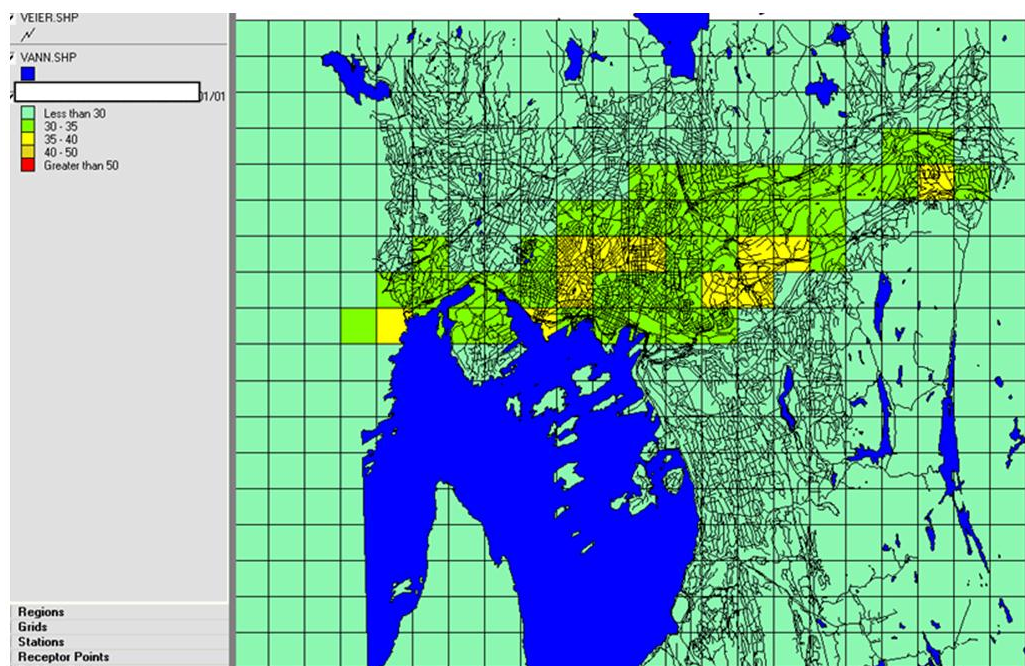 VEIER.SHP
VANN.SHP
01/01
Less than 30
30 - 35
35 - 40
40 - 50
Greater than 50
Regions
Grids
Stations
Receptor Points